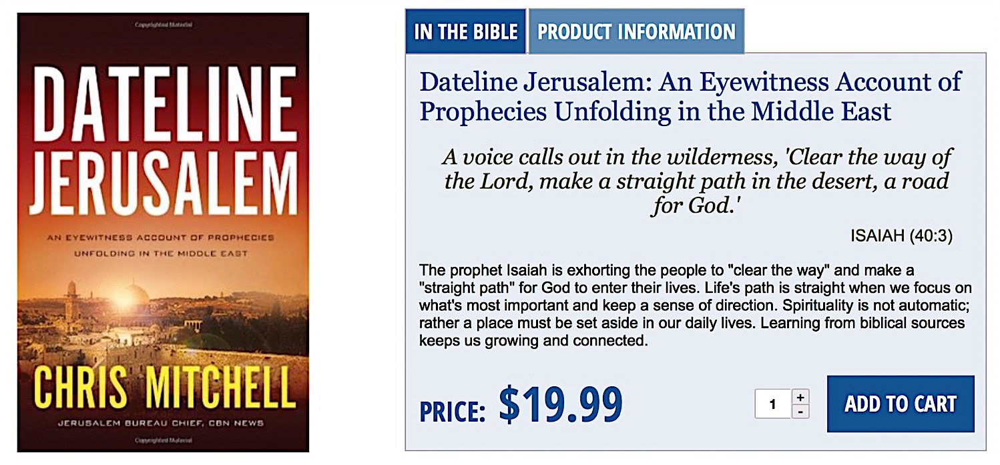 Copyrighted Material
DATELINE
JERUSALEM
AN EYEWITNESS ACCOUNT OF PROPHECIES
UNFOLDING IN THE MIDDLE EAST
CHRIS MITCHELL
JERUSALEM BUREAU CHIEF, CBN NEWS
Copyrighted Material
IN THE BIBLE
PRODUCT INFORMATION
Dateline Jerusalem: An Eyewitness Account of
Prophecies Unfolding in the Middle East
A voice calls out in the wilderness, 'Clear the way of
the Lord, make a straight path in the desert, a road
for God.'
ISAIAH (40:3)
The prophet Isaiah is exhorting the people to "clear the way" and make a
"straight path" for God to enter their lives. Life's path is straight when we focus on
what's most important and keep a sense of direction. Spirituality is not automatic;
rather a place must be set aside in our daily lives. Learning from biblical sources
keeps us growing and connected.
PRICE: $19.99
1
+
-
ADD TO CART